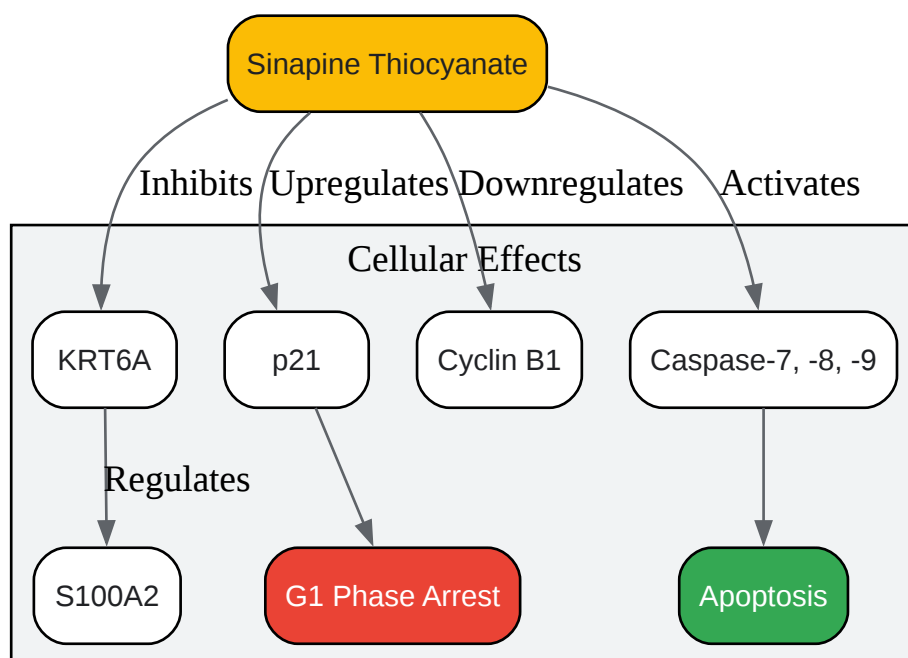 Sinapine Thiocyanate
Inhibits
Upregulates
Downregulates
Activates
Cellular Effects
KRT6A
p21
Cyclin B1
Caspase-7, -8, -9
Regulates
S100A2
G1 Phase Arrest
Apoptosis